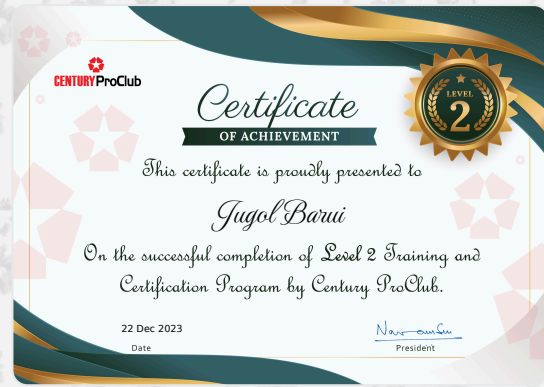 CENTURY ProClub
Certificate
OF ACHIEVEMENT
LEVEL
2
This certificate is proudly presented to
Jugol Barui
On the successful completion of Level 2 Training and
Certification Program by Century ProClub.
22 Dec 2023
Date
President